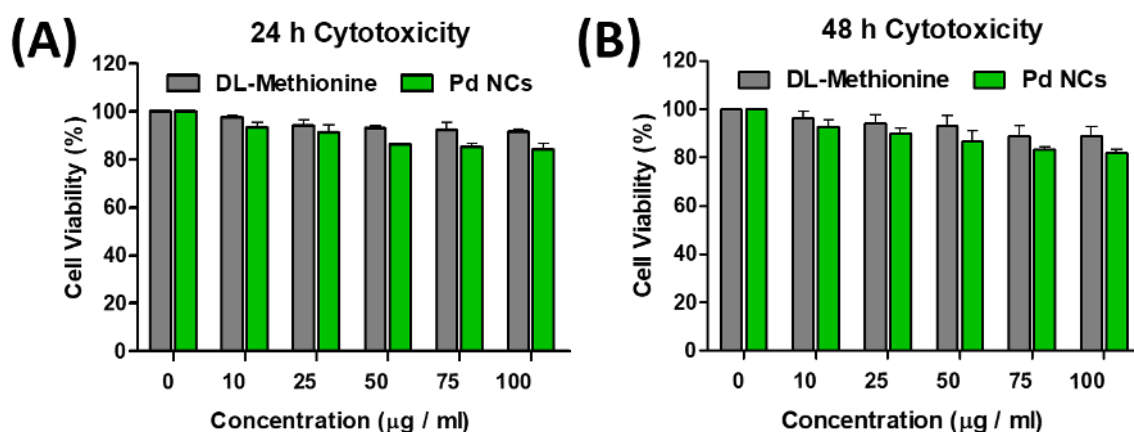 (A)
24 h Cytotoxicity
DL-Methionine Pd NCs
Cell Viability (%)
120
100
80
60
40
20
0
0 10 25 50 75 100
Concentration (μg / ml)
(B)
48 h Cytotoxicity
DL-Methionine Pd NCs
Cell Viability (%)
120
100
80
60
40
20
0
0 10 25 50 75 100
Concentration (μg / ml)